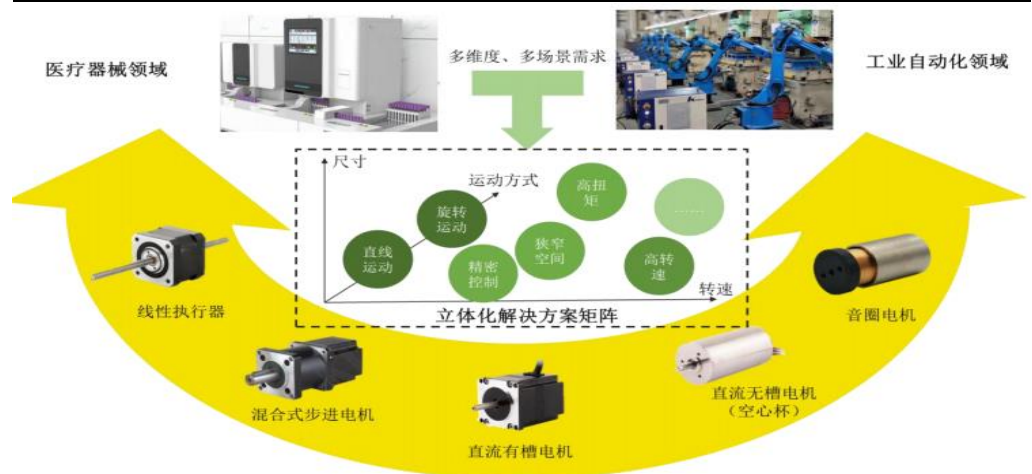 医疗器械领域
多维度、多场景需求
工业自动化领域
尺寸
运动方式
高扭
矩
……
旋转
运动
直线
运动
精密
控制
狭窄
空间
高转
速
转速
立体化解决方案矩阵
线性执行器
音圈电机
混合式步进电机
直流有槽电机
直流无槽电机
（空心杯）